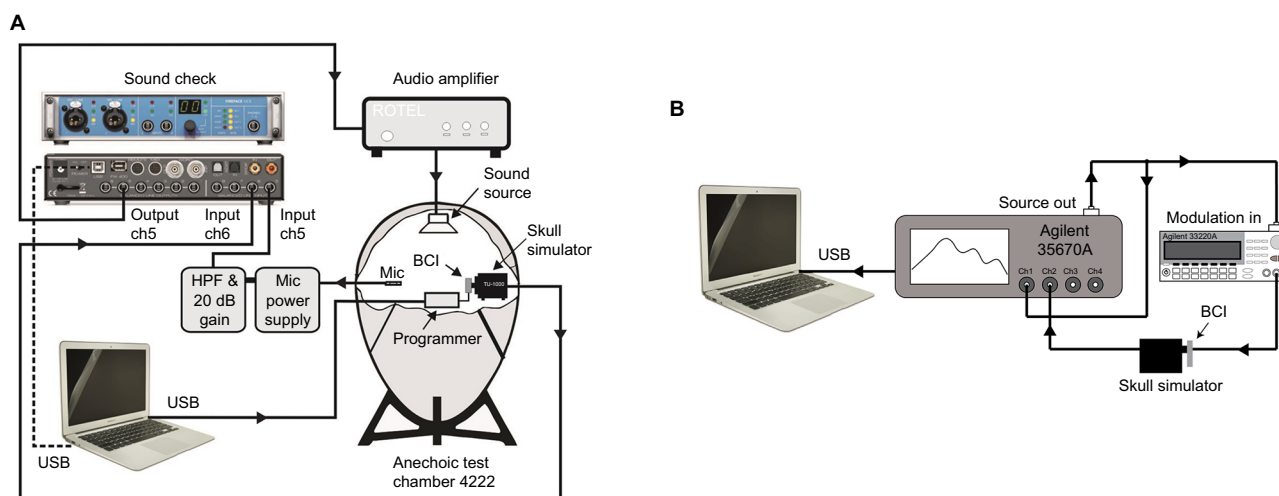 A
Sound check
Audio amplifier
ROTEL
Sound
source
Output
ch5
Input
ch6
Input
ch5
Skull
simulator
BCI
Mic
TU-1000
HPF &
20 dB
gain
Mic
power
supply
Programmer
USB
USB
Anechoic test
chamber 4222
B
Source out
Modulation in
Agilent
35670A
Agilent 33220A
USB
Ch1 Ch2 Ch3 Ch4
BCI
Skull simulator